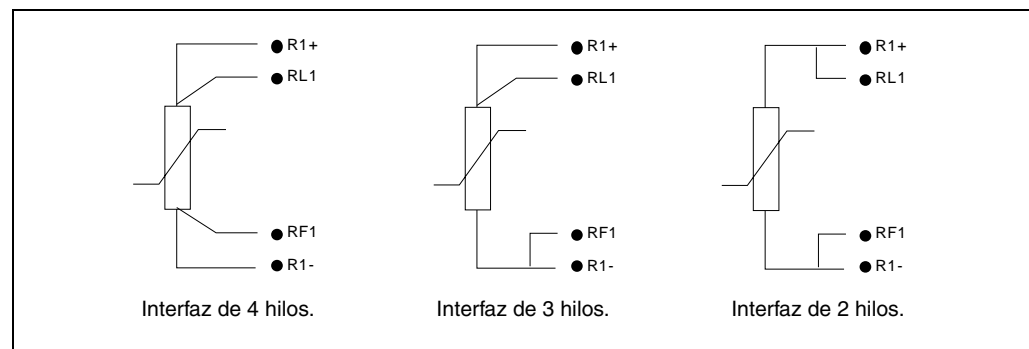 R1+
RL1
RF1
R1-
Interfaz de 4 hilos.
R1+
RL1
RF1
R1-
Interfaz de 3 hilos.
R1+
RL1
RF1
R1-
Interfaz de 2 hilos.